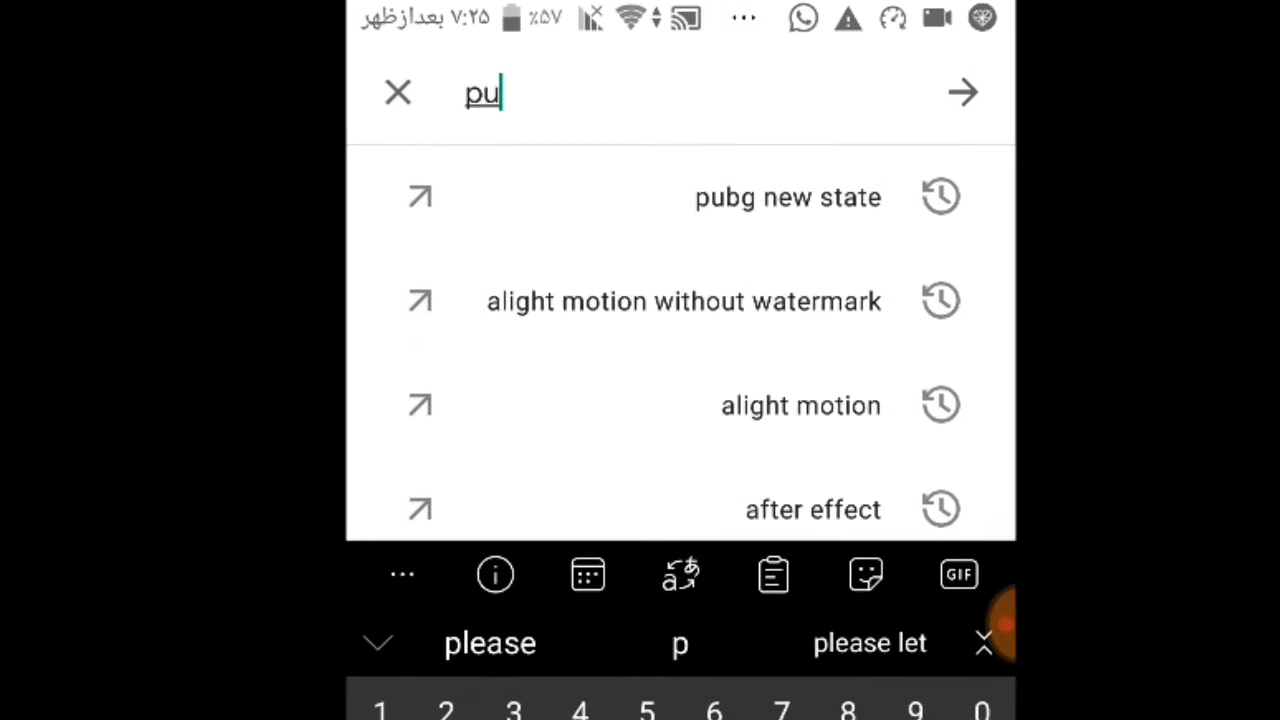 ۷:۲۵ بعدازظهر ٪۵۷
pu
pubg new state
alight motion without watermark
alight motion
after effect
GIF
please p please let
1 2 3 4 5 6 7 8 9 0